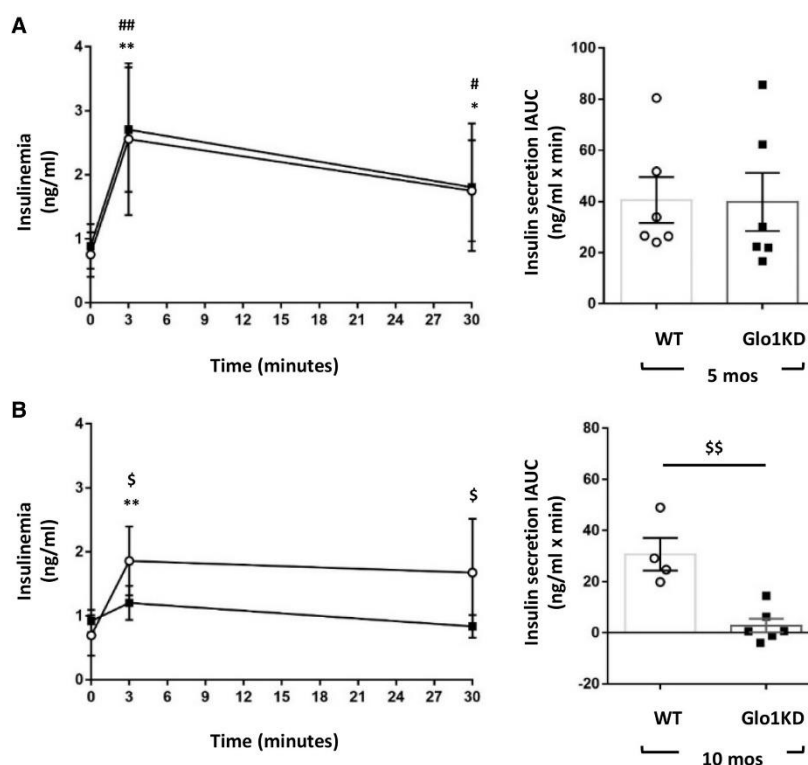 A
##
**
#
*
Insulinemia
(ng/ml)
4
3
2
1
0
0 3 6 9 12 15 18 21 24 27 30
Time (minutes)
Insulin secretion IAUC
(ng/ml x min)
100
80
60
40
20
0
WT Glo1KD
5 mos
B
$
**
$
Insulinemia
(ng/ml)
4
3
2
1
0
0 3 6 9 12 15 18 21 24 27 30
Time (minutes)
Insulin secretion IAUC
(ng/ml x min)
80
60
40
20
0
-20
$$
WT Glo1KD
10 mos